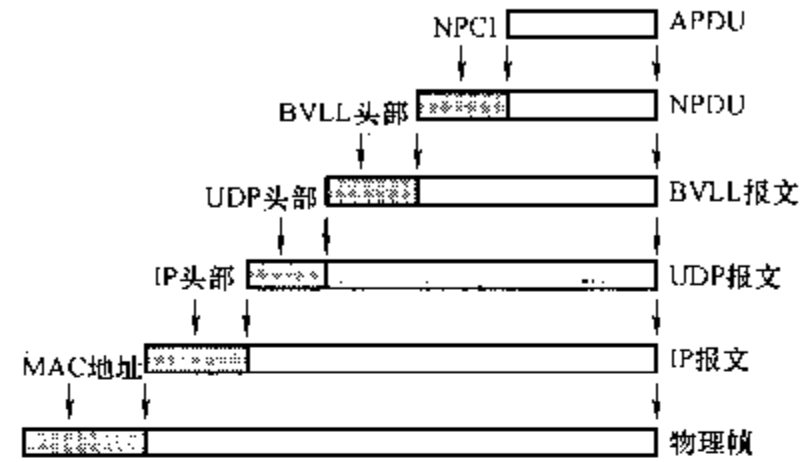 NPCI APDU
BVLL头部 NPDU
UDP头部 BVLL报文
IP头部 UDP报文
MAC地址 IP报文
物理帧